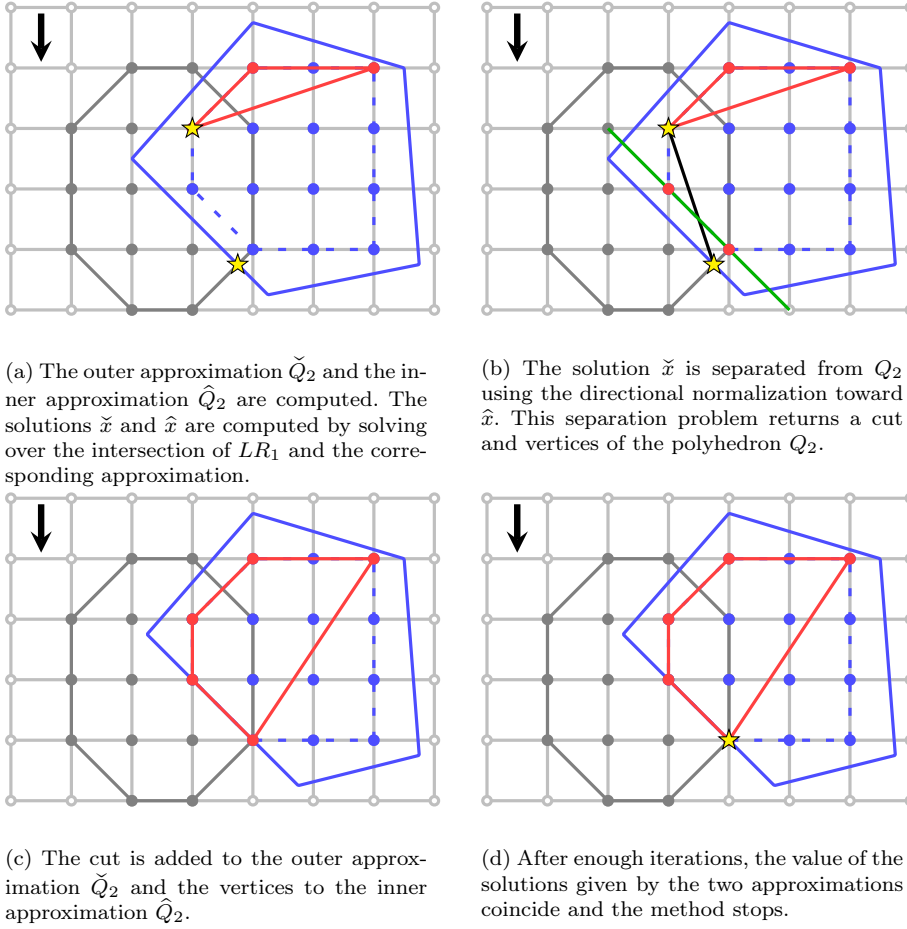 (a) The outer approximation Q̌₂ and the in-
ner approximation Q̂₂ are computed. The
solutions x̌ and x̂ are computed by solving
over the intersection of LR₁ and the corre-
sponding approximation.
(b) The solution x̌ is separated from Q₂
using the directional normalization toward
x̂. This separation problem returns a cut
and vertices of the polyhedron Q₂.
(c) The cut is added to the outer approx-
imation Q̌₂ and the vertices to the inner
approximation Q̂₂.
(d) After enough iterations, the value of the
solutions given by the two approximations
coincide and the method stops.